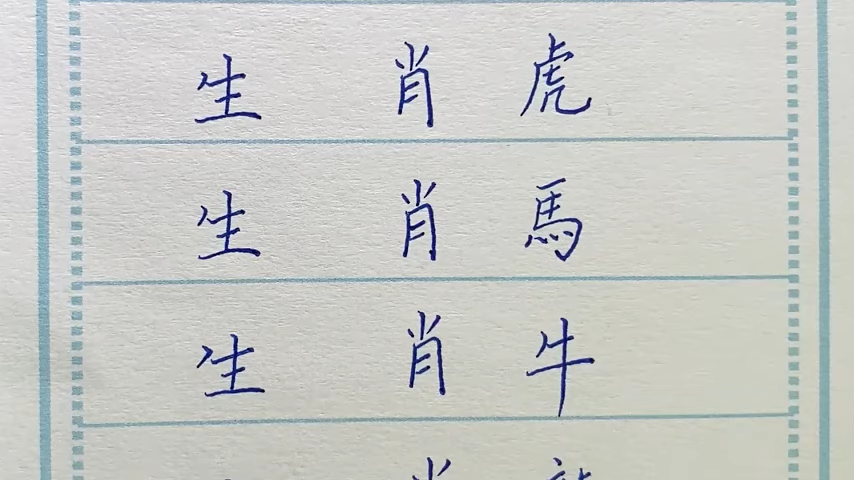 生 肖 虎
生 肖 馬
生 肖 牛